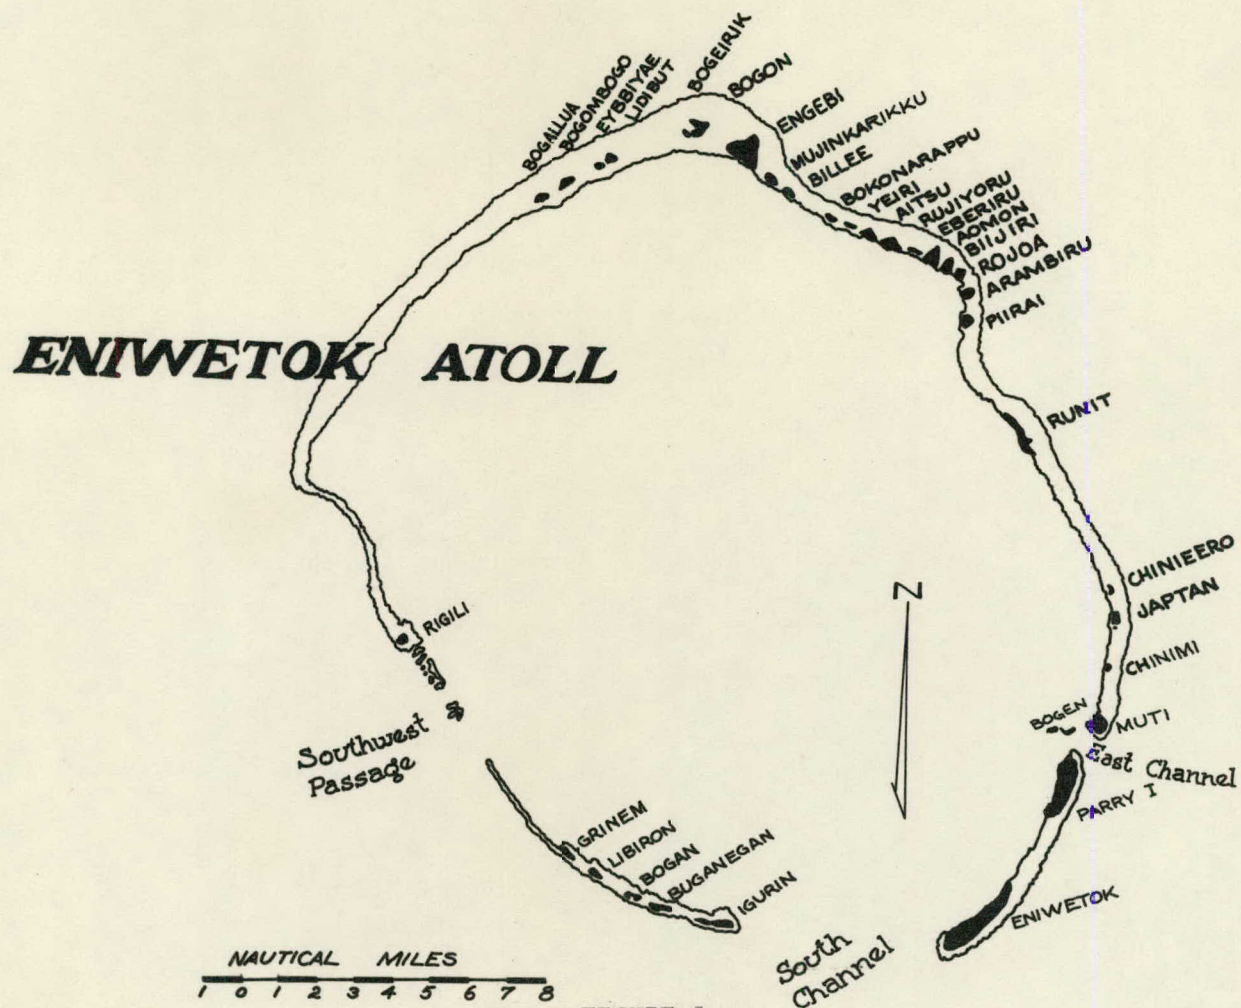 BOGALLUA
BOGOMBOGO
EYBBIYAE
LIDIBUT
BOGEIRIK
BOGON
ENGEBI
MUJINKARIKKU
BILLEE
BOKONARAPPU
YEIRI
AITSU
RUJIYORU
EBERIRU
AOMON
BIIJIRI
ROJOA
ARAMBIRU
PIIRAI
ENIWETOK ATOLL
RUNIT
CHINIEERO
JAPTAN
CHINIMI
BOGEN
MUTI
East Channel
PARRY I
ENIWETOK
N
RIGILI
Southwest
Passage
GRINEM
LIBIRON
BOGAN
BUGANEGAN
IGURIN
South
Channel
NAUTICAL MILES
1 0 1 2 3 4 5 6 7 8